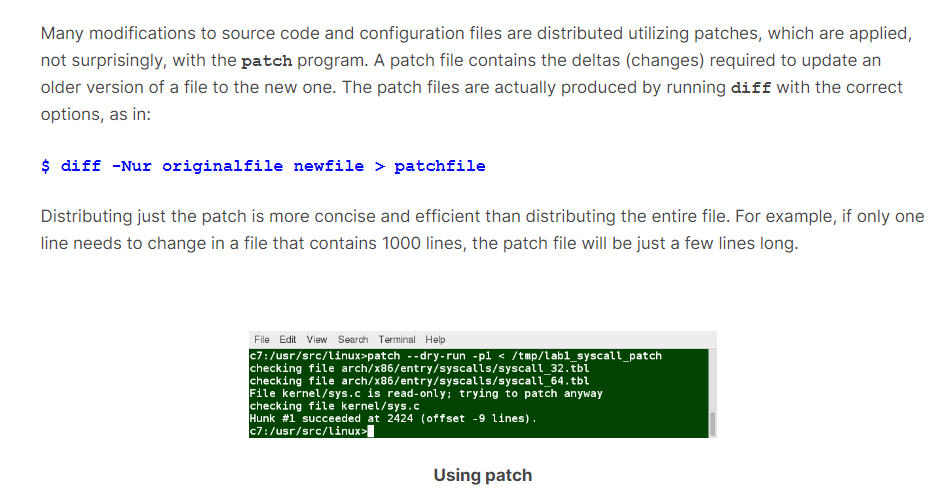 Many modifications to source code and configuration files are distributed utilizing patches, which are applied,
not surprisingly, with the patch program. A patch file contains the deltas (changes) required to update an
older version of a file to the new one. The patch files are actually produced by running diff with the correct
options, as in:
$ diff -Nur originalfile newfile > patchfile
Distributing just the patch is more concise and efficient than distributing the entire file. For example, if only one
line needs to change in a file that contains 1000 lines, the patch file will be just a few lines long.
File Edit View Search Terminal Help
c7:/usr/src/linux>patch --dry-run -p1 < /tmp/lab1_syscall_patch
checking file arch/x86/entry/syscalls/syscall_32.tbl
checking file arch/x86/entry/syscalls/syscall_64.tbl
File kernel/sys.c is read-only; trying to patch anyway
checking file kernel/sys.c
Hunk #1 succeeded at 2424 (offset -9 lines).
c7:/usr/src/linux>
Using patch